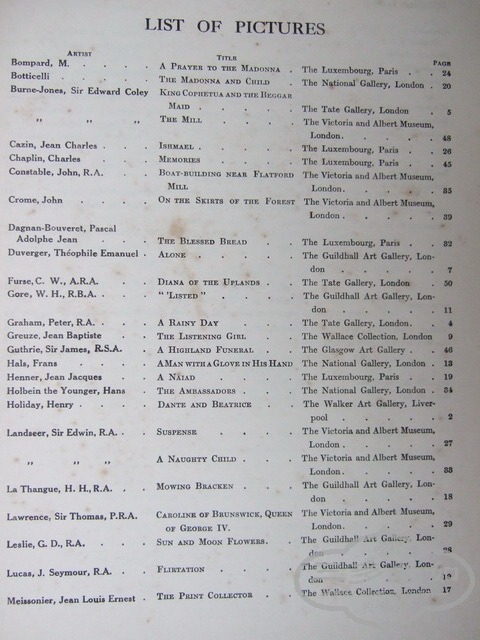 LIST OF PICTURES
ARTIST TITLE PAGE
Bompard, M. . . . . A PRAYER TO THE MADONNA . The Luxembourg, Paris . . 24
Botticelli . . . . THE MADONNA AND CHILD . The National Gallery, London . 20
Burne-Jones, Sir Edward Coley KING COPHETUA AND THE BEGGAR
MAID . . . . . The Tate Gallery, London . 5
" " " THE MILL . . . . The Victoria and Albert Museum,
London. . . . . . 48
Cazin, Jean Charles . . . ISHMAEL . . . . . The Luxembourg, Paris . . 26
Chaplin, Charles . . . MEMORIES . . . . The Luxembourg, Paris . . 45
Constable, John, R.A. . . BOAT-BUILDING NEAR FLATFORD The Victoria and Albert Museum,
MILL . . . . . London. . . . . . 35
Crome, John . . . . ON THE SKIRTS OF THE FOREST The Victoria and Albert Museum,
London . . . . . 39
Dagnan-Bouveret, Pascal
Adolphe Jean . . . THE BLESSED BREAD . . The Luxembourg, Paris . . 32
Duverger, Théophile Emanuel . ALONE . . . . . The Guildhall Art Gallery, Lon-
don . . . . . 7
Furse, C. W., A.R.A. . . DIANA OF THE UPLANDS . . The Tate Gallery, London . 50
Gore, W. H., R.B.A. . . . "LISTED" . . . . The Guildhall Art Gallery, Lon-
don . . . . . 11
Graham, Peter, R.A. . . . A RAINY DAY . . . . The Tate Gallery, London . 4
Greuze, Jean Baptiste . . THE LISTENING GIRL . . The Wallace Collection, London 9
Guthrie, Sir James, R.S.A. . A HIGHLAND FUNERAL . . The Glasgow Art Gallery . . 46
Hals, Frans . . . . A MAN WITH A GLOVE IN HIS HAND The National Gallery, London . 13
Henner, Jean Jacques . . A NAIAD . . . . . The Luxembourg, Paris . . 19
Holbein the Younger, Hans . THE AMBASSADORS . . . The National Gallery, London . 34
Holiday, Henry . . . . DANTE AND BEATRICE . . The Walker Art Gallery, Liver-
pool . . . . . 2
Landseer, Sir Edwin, R.A. . SUSPENSE . . . . The Victoria and Albert Museum,
London . . . . . 27
" " " A NAUGHTY CHILD . . . The Victoria and Albert Museum,
London. . . . . . 33
La Thangue, H. H., R.A. . . MOWING BRACKEN . . . The Guildhall Art Gallery, Lon-
don . . . . . 18
Lawrence, Sir Thomas, P.R.A. CAROLINE OF BRUNSWICK, QUEEN The Victoria and Albert Museum,
OF GEORGE IV. . . . London . . . . . 29
Leslie, G. D., R.A. . . . SUN AND MOON FLOWERS. . The Guildhall Art Gallery, Lon-
don . . . . . 28
Lucas, J. Seymour, R.A. . . FLIRTATION . . . . The Guildhall Art Gallery, Lon-
don . . . . .
Meissonier, Jean Louis Ernest . THE PRINT COLLECTOR . . The Wallace Collection, London 17